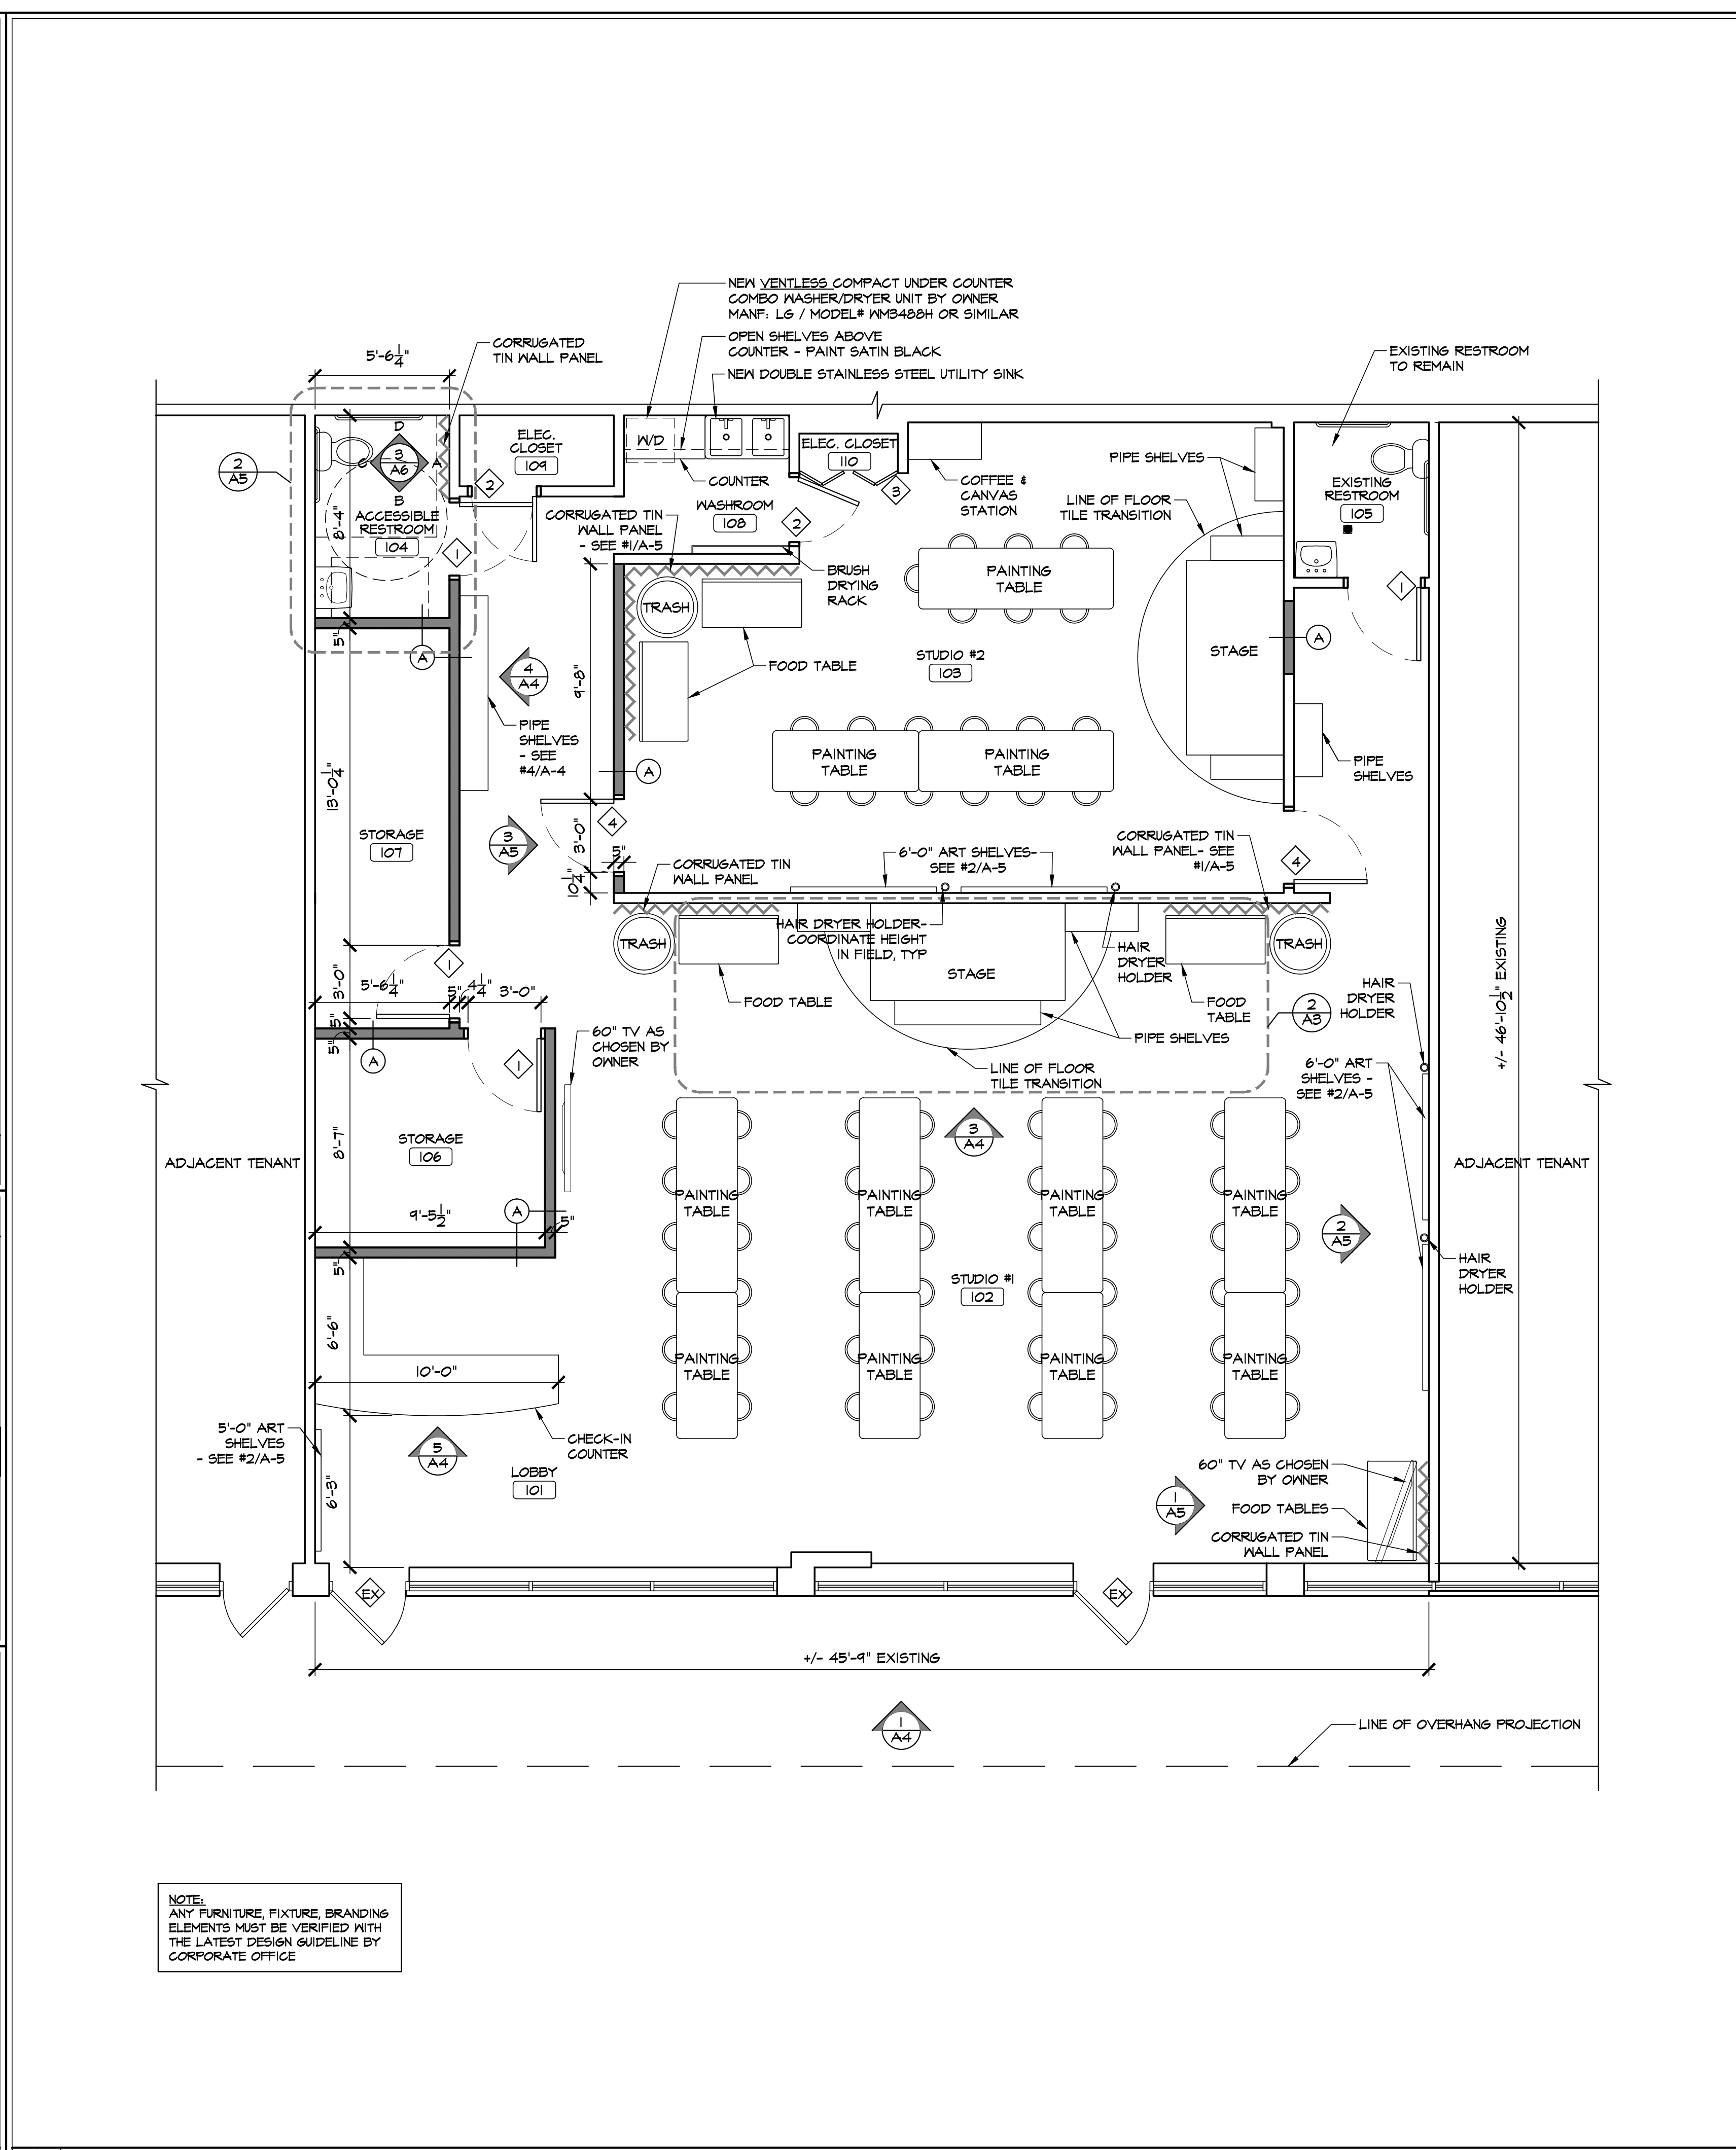 NEW VENTLESS COMPACT UNDER COUNTER
COMBO WASHER/DRYER UNIT BY OWNER
MANF: LG / MODEL# WM3488H OR SIMILAR
OPEN SHELVES ABOVE
COUNTER - PAINT SATIN BLACK
NEW DOUBLE STAINLESS STEEL UTILITY SINK
CORRUGATED
TIN WALL PANEL
5'-6 1/4"
EXISTING RESTROOM
TO REMAIN
2
A5
D
3
A6
C
A
B
8'-4"
ACCESSIBLE
RESTROOM
104
1
ELEC.
CLOSET
109
2
W/D
COUNTER
WASHROOM
108
2
ELEC. CLOSET
110
3
COFFEE &
CANVAS
STATION
PIPE SHELVES
LINE OF FLOOR
TILE TRANSITION
EXISTING
RESTROOM
105
1
CORRUGATED TIN
WALL PANEL
- SEE #1/A-5
BRUSH
DRYING
RACK
TRASH
PAINTING
TABLE
5"
A
4
A4
9'-8"
FOOD TABLE
STUDIO #2
103
STAGE
A
PIPE
SHELVES
- SEE
#4/A-4
A
PAINTING
TABLE
PAINTING
TABLE
PIPE
SHELVES
13'-0 1/4"
STORAGE
107
3
A5
4
3'-0"
5"
10 1/4"
CORRUGATED TIN
WALL PANEL
6'-0" ART SHELVES-
SEE #2/A-5
CORRUGATED TIN
WALL PANEL- SEE
#1/A-5
4
TRASH
HAIR DRYER HOLDER-
COORDINATE HEIGHT
IN FIELD, TYP
STAGE
HAIR
DRYER
HOLDER
TRASH
+/- 46'-10 1/2" EXISTING
1
3'-0"
5'-6 1/4"
5"
4 1/4"
3'-0"
FOOD TABLE
FOOD
TABLE
2
A3
HAIR
DRYER
HOLDER
5"
5"
A
1
60" TV AS
CHOSEN BY
OWNER
PIPE SHELVES
LINE OF FLOOR
TILE TRANSITION
6'-0" ART
SHELVES -
SEE #2/A-5
3
A4
8'-7"
STORAGE
106
ADJACENT TENANT
ADJACENT TENANT
9'-5 1/2"
A
5"
PAINTING
TABLE
PAINTING
TABLE
PAINTING
TABLE
PAINTING
TABLE
2
A5
5"
STUDIO #1
102
HAIR
DRYER
HOLDER
6'-6"
PAINTING
TABLE
PAINTING
TABLE
PAINTING
TABLE
PAINTING
TABLE
10'-0"
5'-0" ART
SHELVES
- SEE #2/A-5
5
A4
CHECK-IN
COUNTER
6'-3"
LOBBY
101
1
A5
60" TV AS CHOSEN
BY OWNER
FOOD TABLES
CORRUGATED TIN
WALL PANEL
EX
EX
+/- 45'-9" EXISTING
1
A4
LINE OF OVERHANG PROJECTION
NOTE:
ANY FURNITURE, FIXTURE, BRANDING
ELEMENTS MUST BE VERIFIED WITH
THE LATEST DESIGN GUIDELINE BY
CORPORATE OFFICE